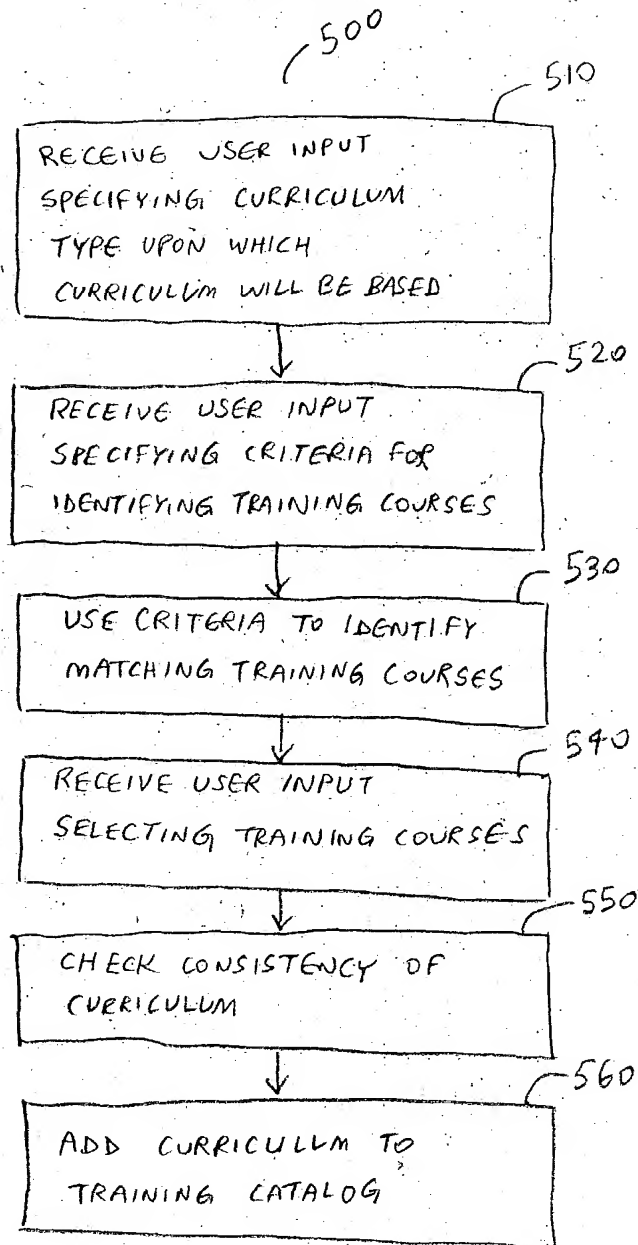 500
510
RECEIVE USER INPUT
SPECIFYING CURRICULUM
TYPE UPON WHICH
CURRICULUM WILL BE BASED
520
RECEIVE USER INPUT
SPECIFYING CRITERIA FOR
IDENTIFYING TRAINING COURSES
530
USE CRITERIA TO IDENTIFY
MATCHING TRAINING COURSES
540
RECEIVE USER INPUT
SELECTING TRAINING COURSES
550
CHECK CONSISTENCY OF
CURRICULUM
560
ADD CURRICULUM TO
TRAINING CATALOG